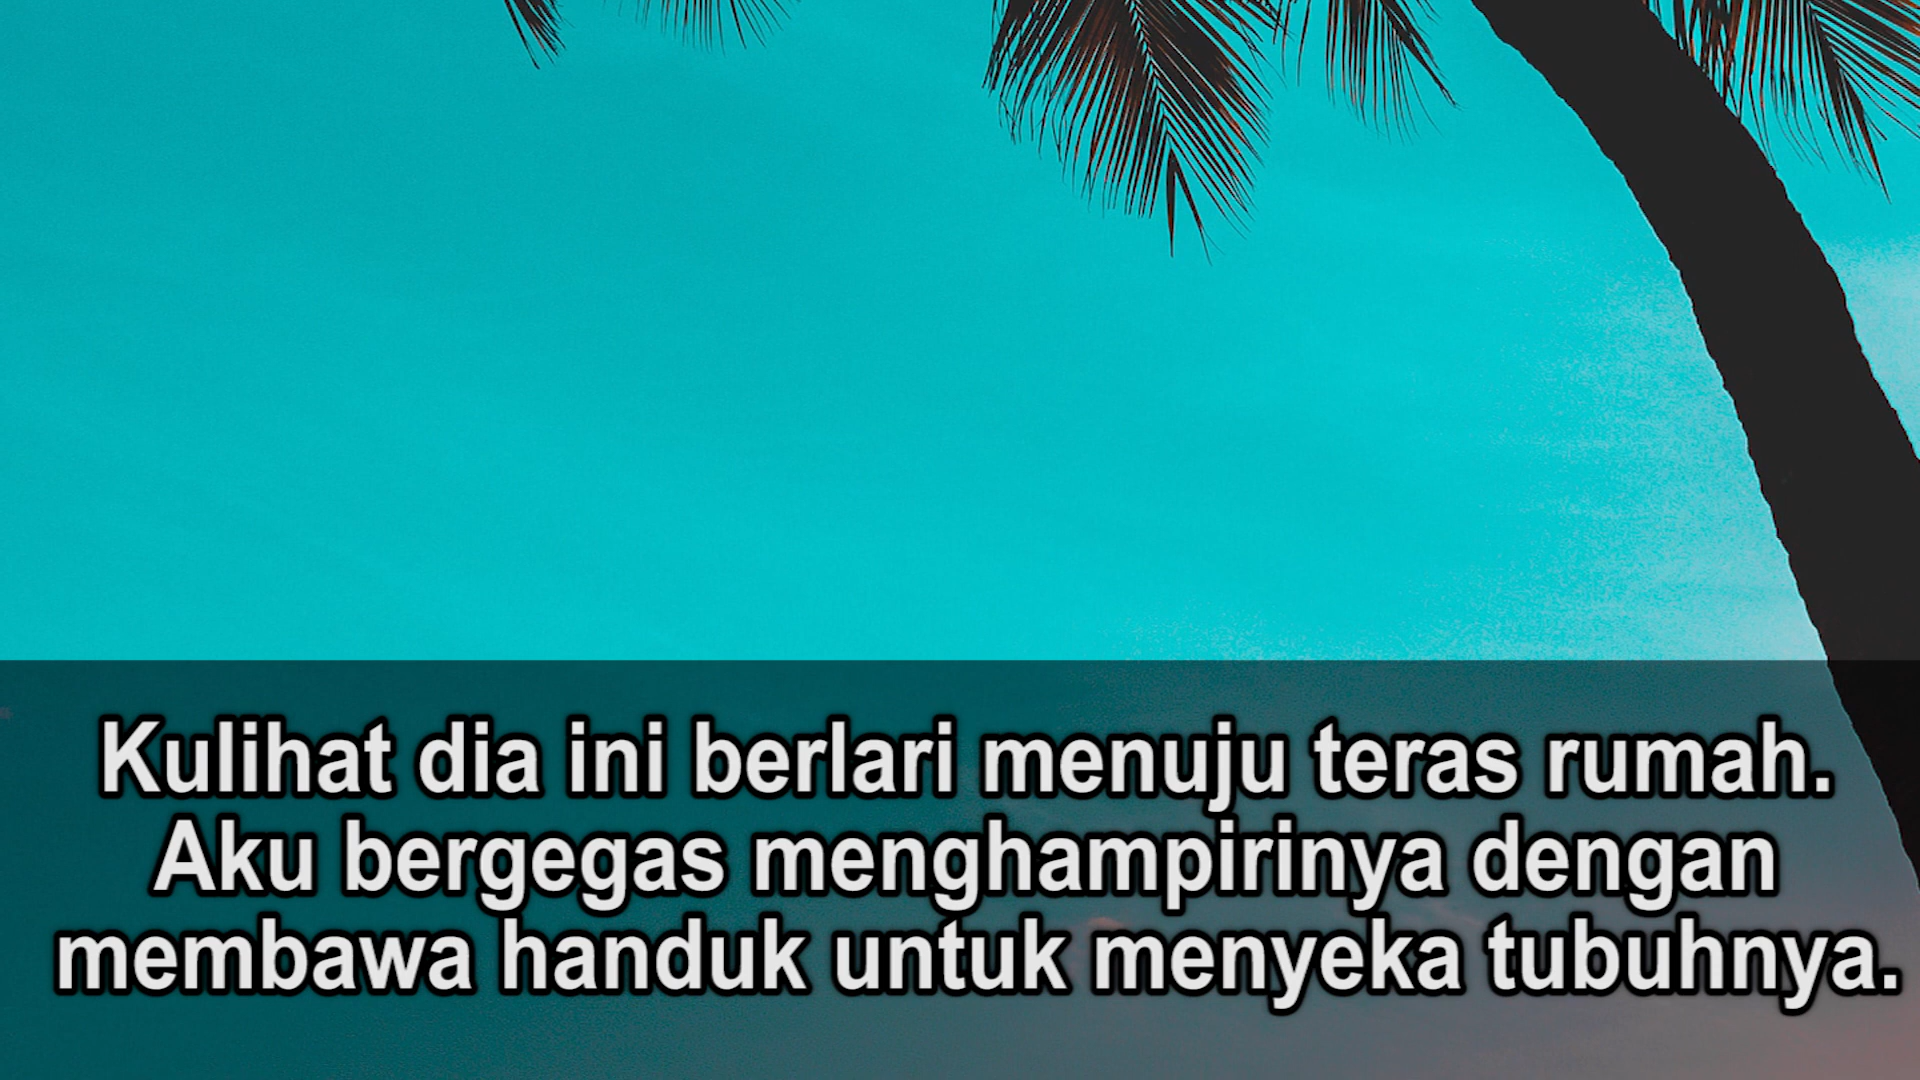 Kulihat dia ini berlari menuju teras rumah.
Aku bergegas menghampirinya dengan
membawa handuk untuk menyeka tubuhnya.